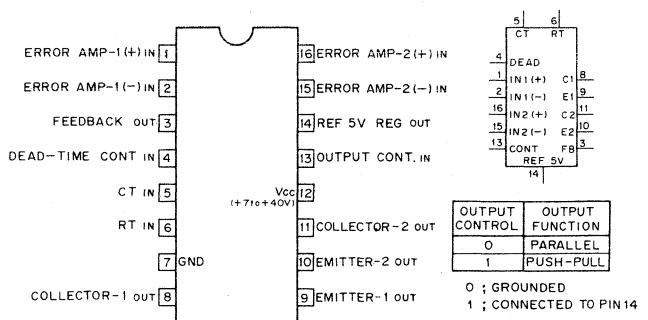 ERROR AMP-1(+) IN 1
ERROR AMP-1(-) IN 2
FEEDBACK OUT 3
DEAD-TIME CONT IN 4
CT IN 5
RT IN 6
7 GND
COLLECTOR-1 OUT 8
16 ERROR AMP-2(+) IN
15 ERROR AMP-2(-) IN
14 REF 5V REG OUT
13 OUTPUT CONT. IN
Vcc 12
(+7to+40V)
11 COLLECTOR-2 OUT
10 EMITTER-2 OUT
9 EMITTER-1 OUT
5 6
CT RT
4 DEAD
1 IN1(+) C1 8
2 IN1(-) E1 9
16 IN2(+) C2 11
15 IN2(-) E2 10
13 CONT FB 3
REF 5V
14
OUTPUT CONTROL OUTPUT FUNCTION
0 PARALLEL
1 PUSH-PULL
0 ; GROUNDED
1 ; CONNECTED TO PIN14